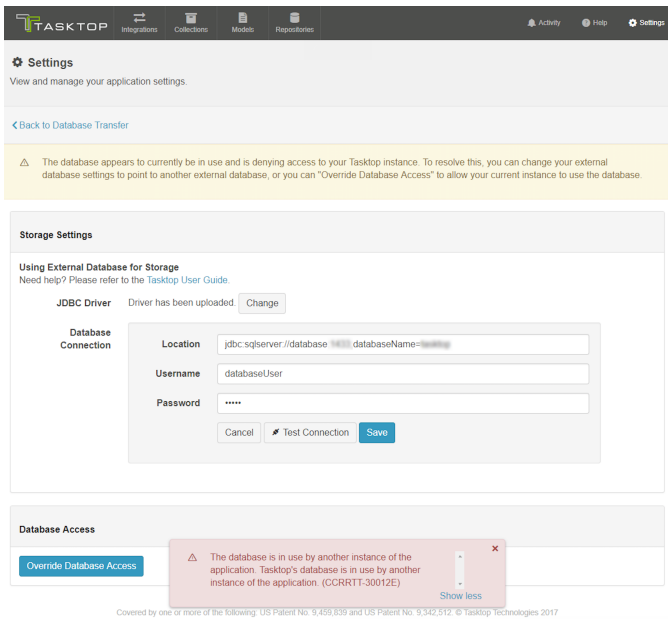 TASKTOP
Integrations
Collections
Models
Repositories
Activity
Help
Settings
Settings
View and manage your application settings.
Back to Database Transfer
The database appears to currently be in use and is denying access to your Tasktop instance. To resolve this, you can change your external
database settings to point to another external database, or you can "Override Database Access" to allow your current instance to use the database.
Storage Settings
Using External Database for Storage
Need help? Please refer to the Tasktop User Guide.
JDBC Driver
Driver has been uploaded.
Change
Database
Connection
Location
jdbc:sqlserver://database databaseName=
Username
databaseUser
Password
•••••
Cancel
Test Connection
Save
Database Access
Override Database Access
The database is in use by another instance of the
application. Tasktop's database is in use by another
instance of the application. (CCRRTT-30012E)
Show less
Covered by one or more of the following: US Patent No. 9,459,839 and US Patent No. 9,342,512. © Tasktop Technologies 2017